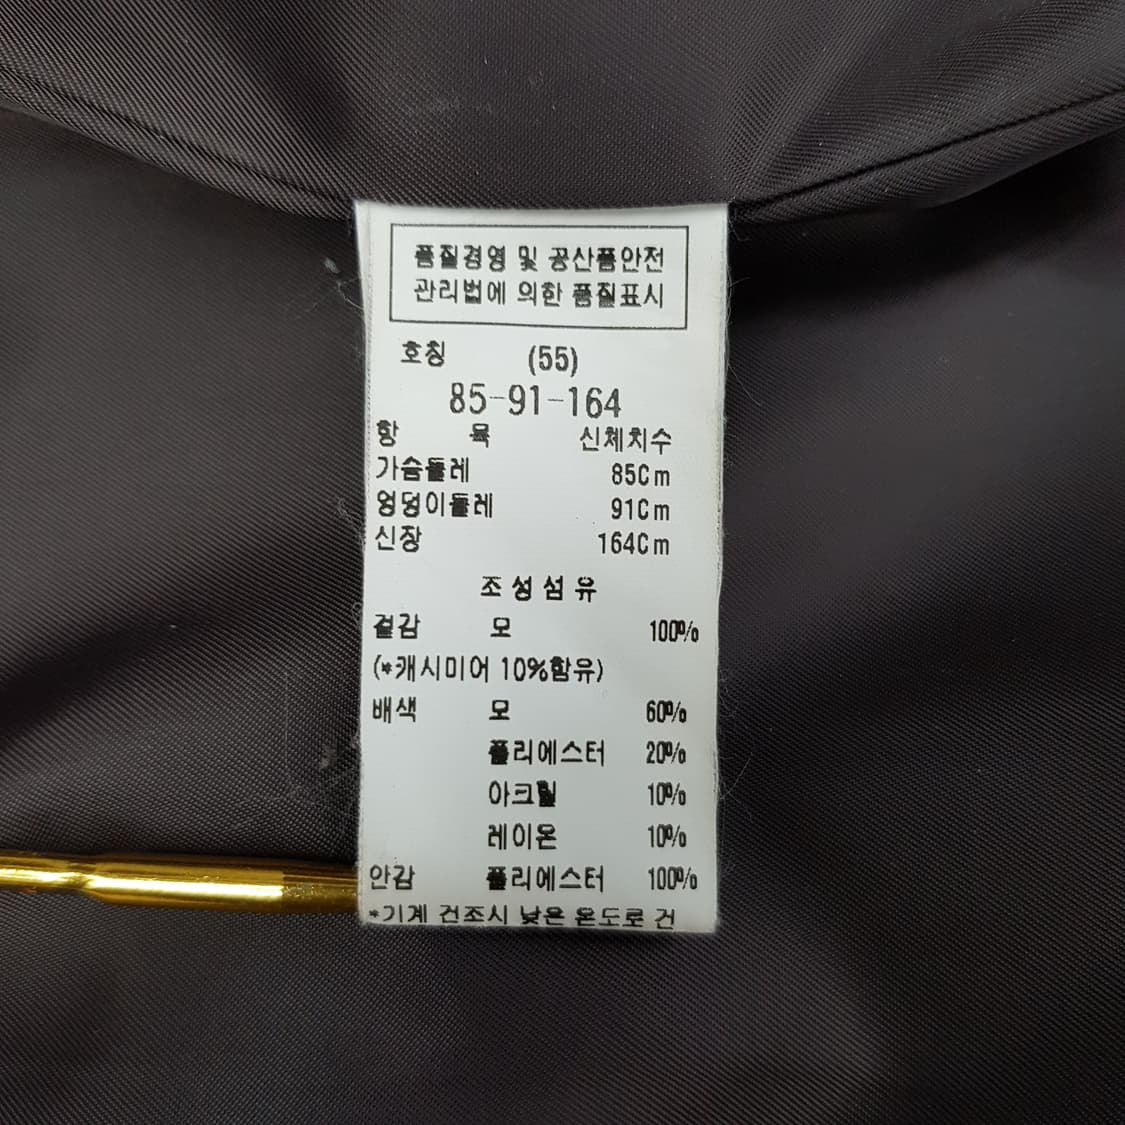 품질경영 및 공산품안전
관리법에 의한 품질표시
호칭 (55)
85-91-164
항 목 신체치수
가슴둘레 85Cm
엉덩이둘레 91Cm
신장 164Cm
조성섬유
겉감 모 100%
(*캐시미어 10%함유)
배색 모 60%
폴리에스터 20%
아크릴 10%
레이온 10%
안감 폴리에스터 100%
*기계 건조시 낮은 온도로 건